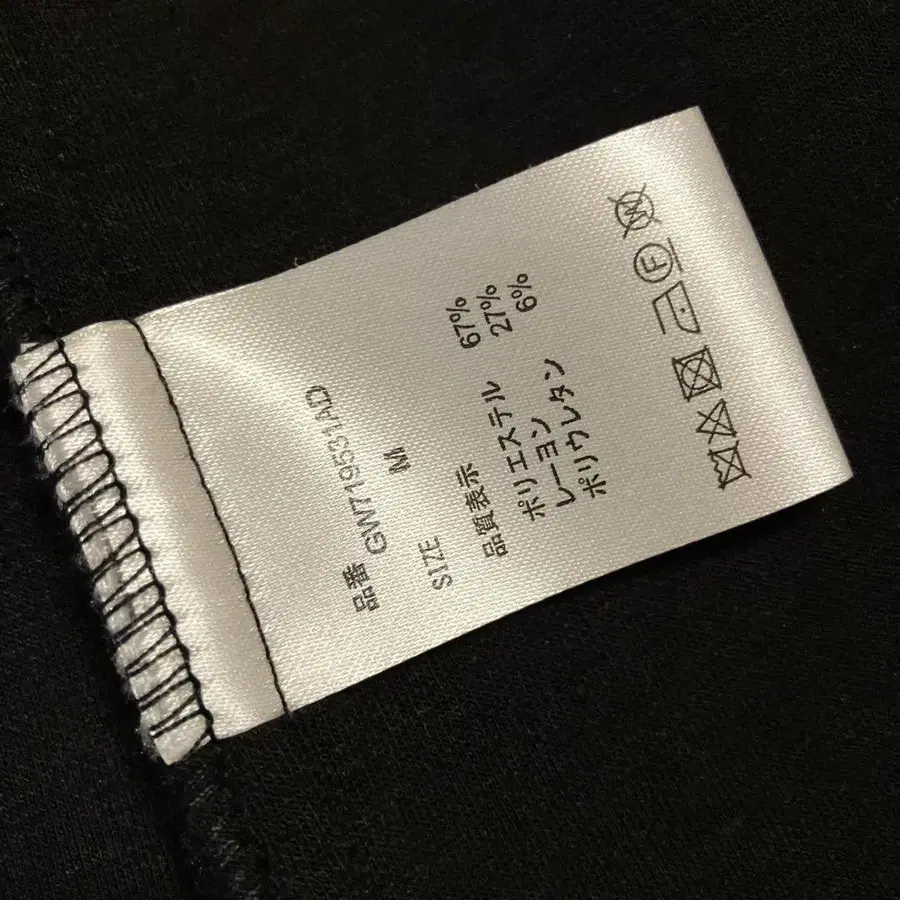 品番 GW719531AD
SIZE M
品質表示
ポリエステル 67%
レーヨン 27%
ポリウレタン 6%
F W